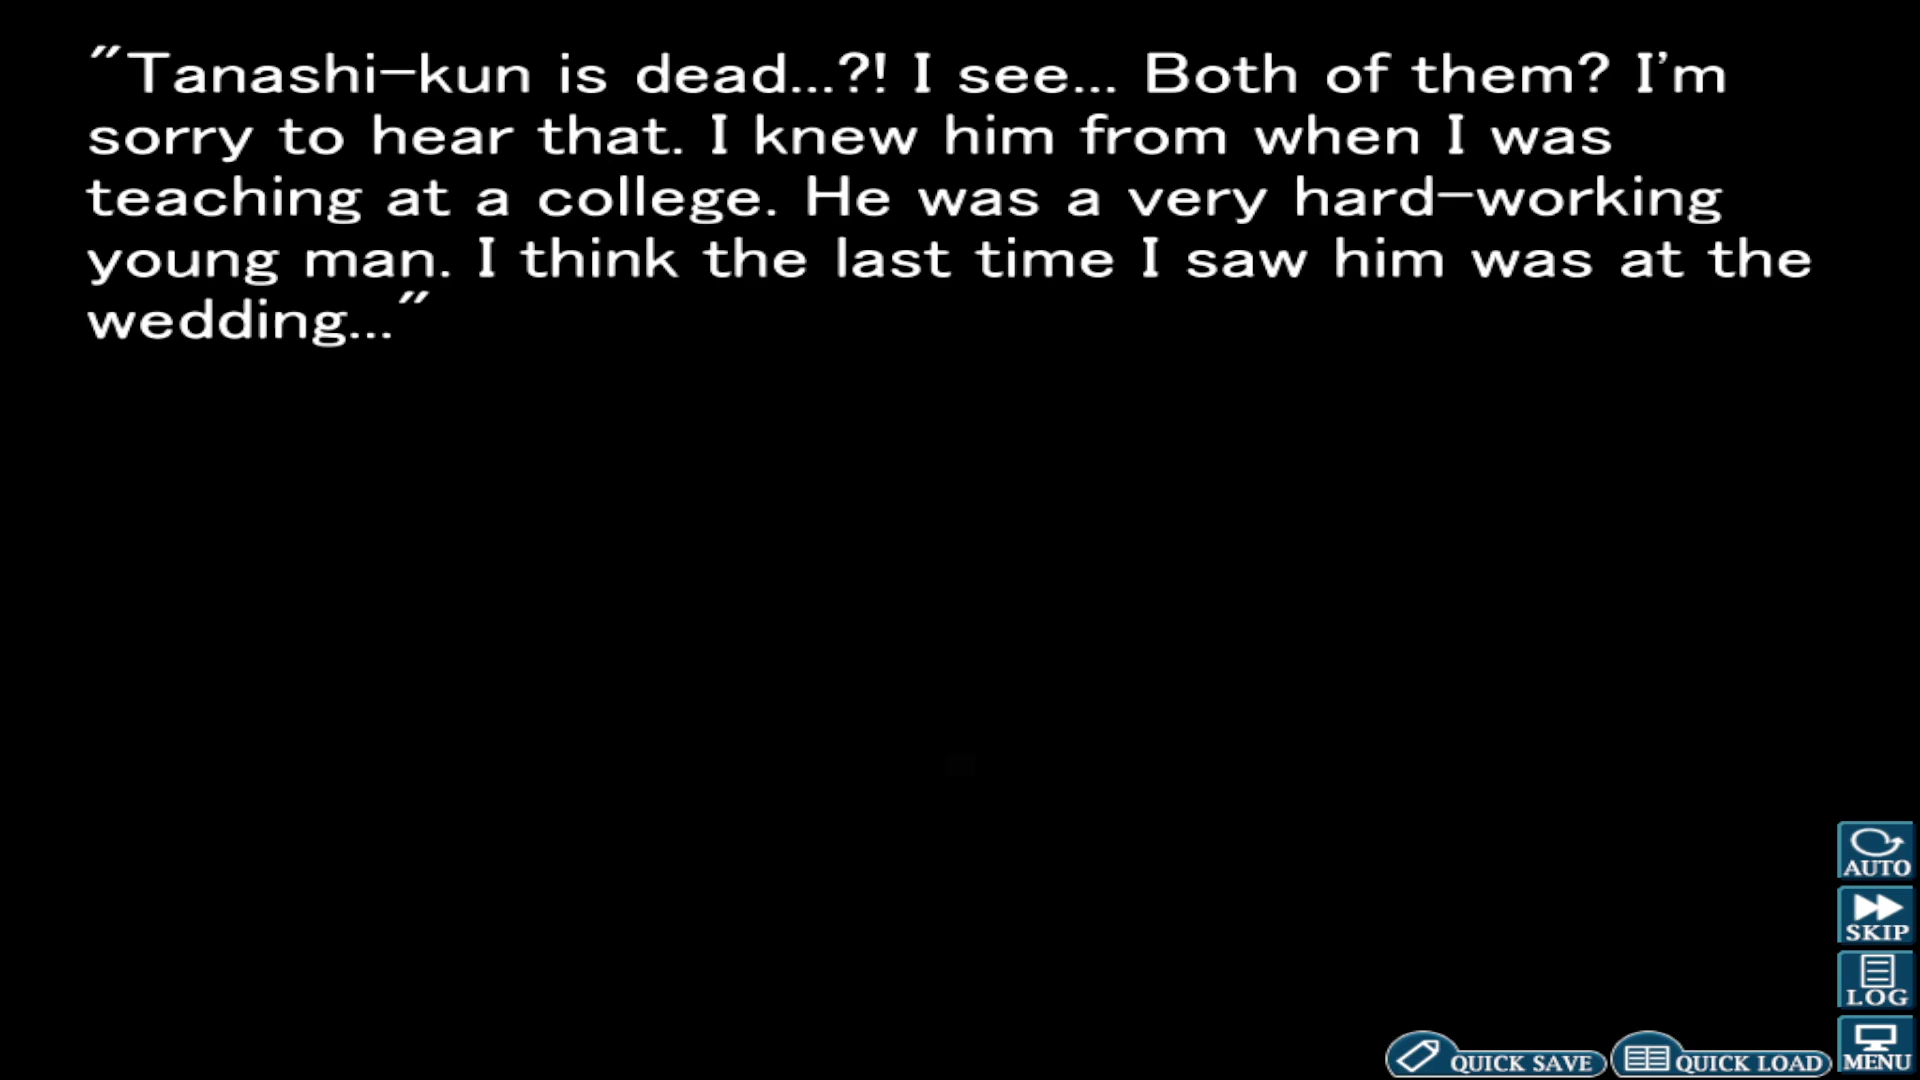 "Tanashi-kun is dead...?! I see... Both of them? I'm
sorry to hear that. I knew him from when I was
teaching at a college. He was a very hard-working
young man. I think the last time I saw him was at the
wedding..."
AUTO
SKIP
LOG
MENU
QUICK SAVE
QUICK LOAD